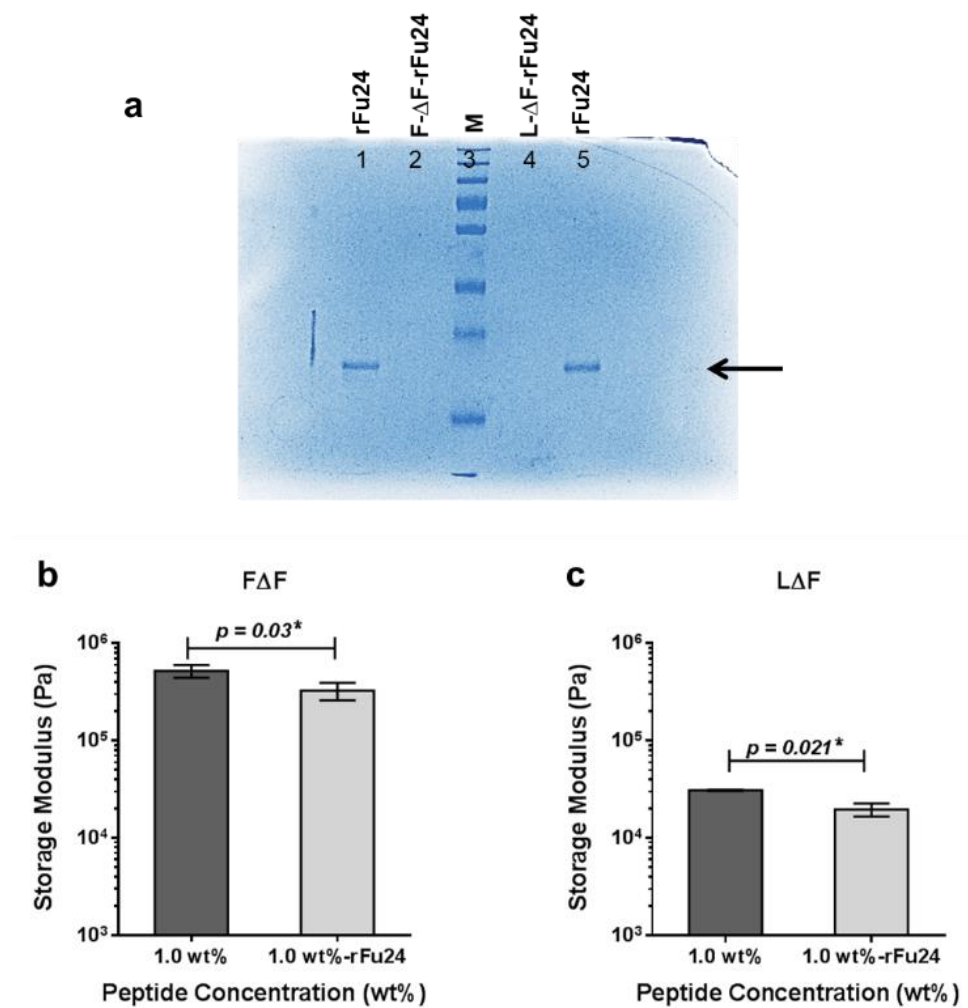 a
rFu24
F-ΔF-rFu24
M
L-ΔF-rFu24
rFu24
1 2 3 4 5
b
FΔF
p = 0.03*
10⁶
10⁵
10⁴
10³
Storage Modulus (Pa)
1.0 wt% 1.0 wt%-rFu24
Peptide Concentration (wt%)
c
LΔF
p = 0.021*
10⁶
10⁵
10⁴
10³
Storage Modulus (Pa)
1.0 wt% 1.0 wt%-rFu24
Peptide Concentration (wt%)